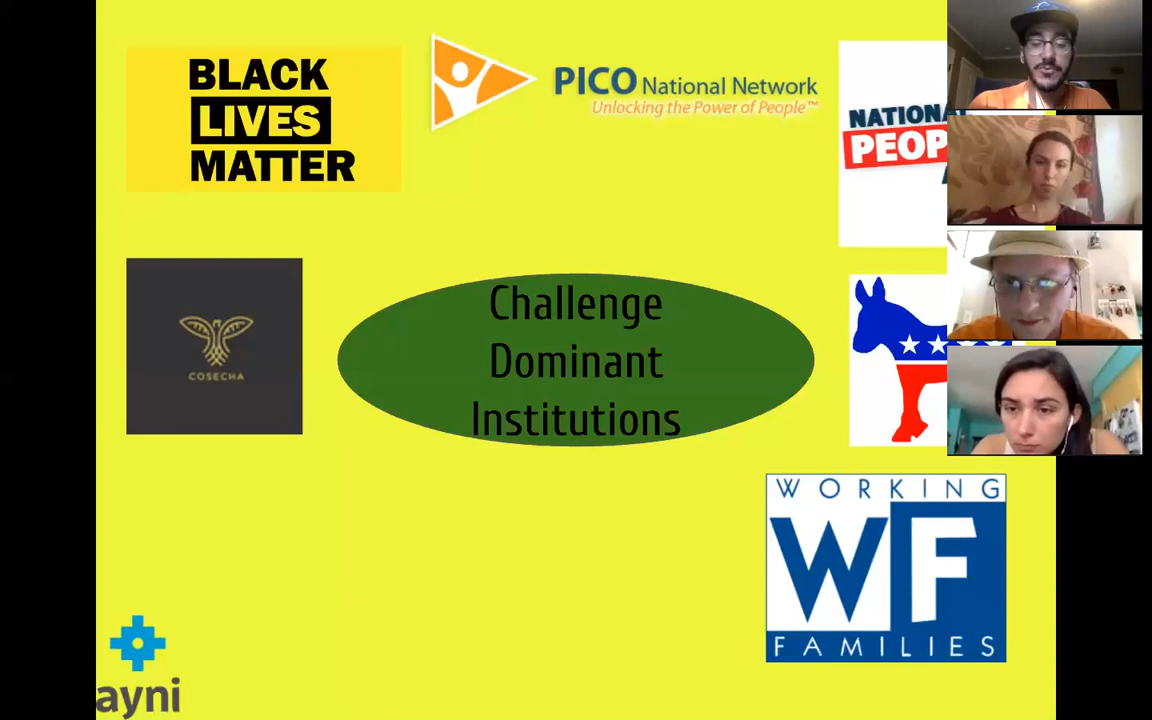 BLACK
LIVES
MATTER
PICO National Network
Unlocking the Power of People™
NATIONAL
PEOP
COSECHA
Challenge
Dominant
Institutions
WORKING
WF
FAMILIES
ayni